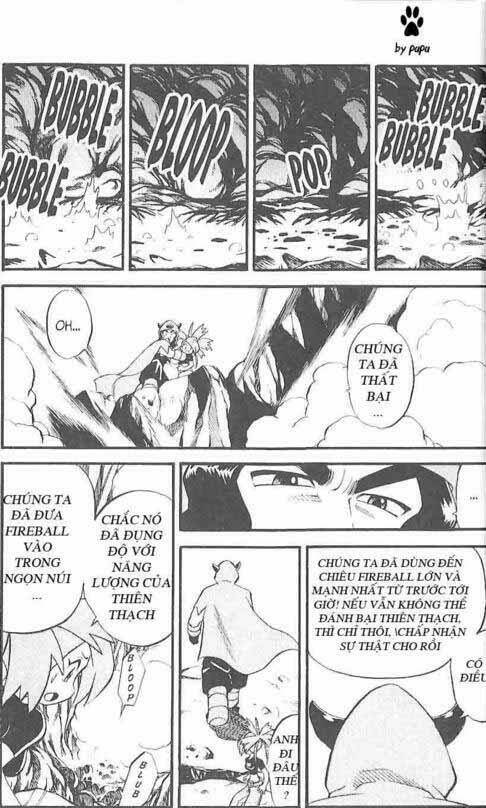 by papa
BUBBLE
BUBBLE
BLOOP
POP
BUBBLE
BUBBLE
OH...
CHÚNG
TA ĐÃ
THẤT
BẠI
...
...
CHÚNG TA
ĐÃ ĐƯA
FIREBALL
VÀO
TRONG
NGỌN NÚI
...
CHẮC NÓ
ĐÃ ĐỤNG
ĐỘ VỚI
NĂNG
LƯỢNG CỦA
THIÊN
THẠCH
BLOOP
BLUB
ANH
ĐI
ĐÂU
THẾ
?
CHÚNG TA ĐÃ DÙNG ĐẾN
CHIÊU FIREBALL LỚN VÀ
MẠNH NHẤT TỪ TRƯỚC TỚI
GIỜ! NẾU VẪN KHÔNG THỂ
ĐÁNH BẠI THIÊN THẠCH,
THÌ CHỈ THÔI, \CHẤP NHẬN
SỰ THẬT CHO RỒI
CÓ
ĐIỀU